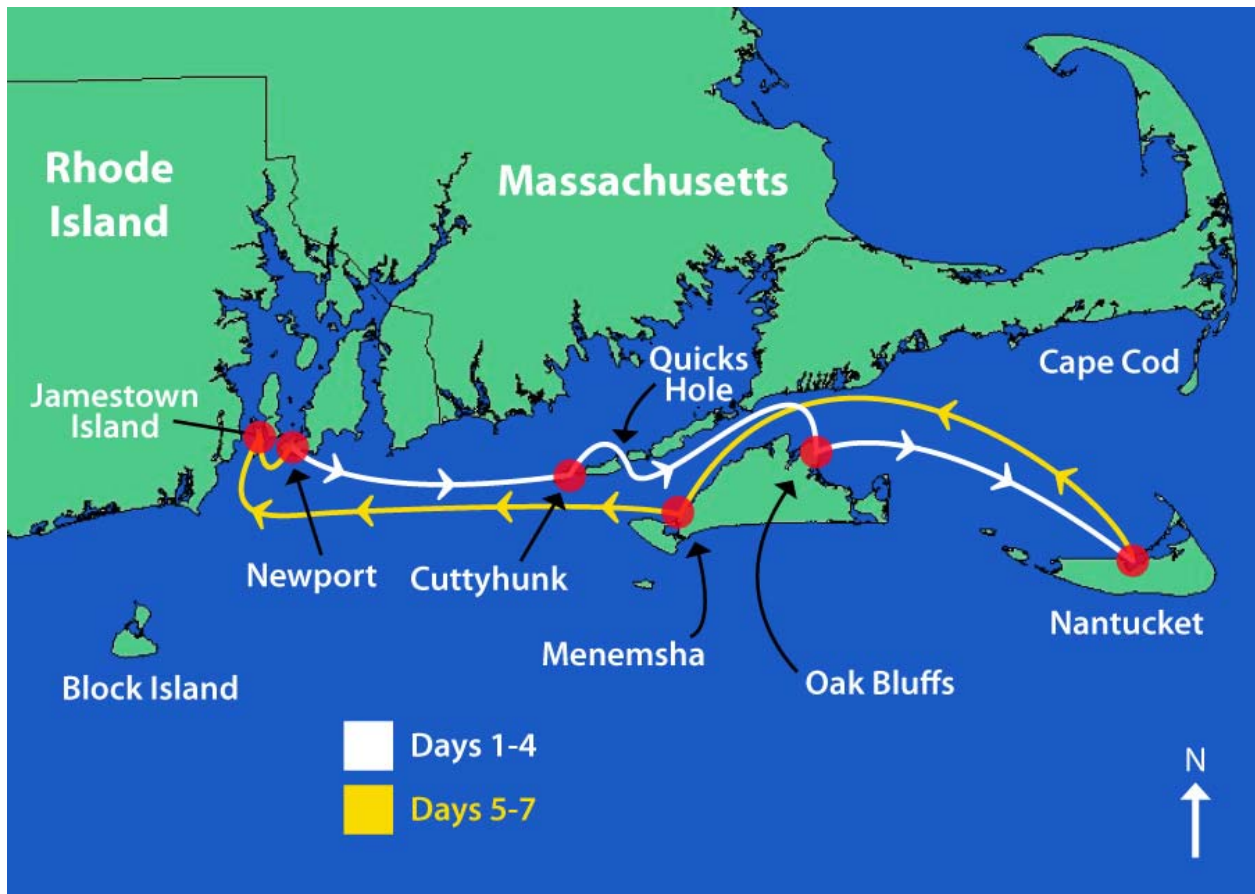 Rhode
Island
Massachusetts
Quicks
Hole
Cape Cod
Jamestown
Island
Newport
Cuttyhunk
Menemsha
Oak Bluffs
Nantucket
Block Island
Days 1-4
Days 5-7
N